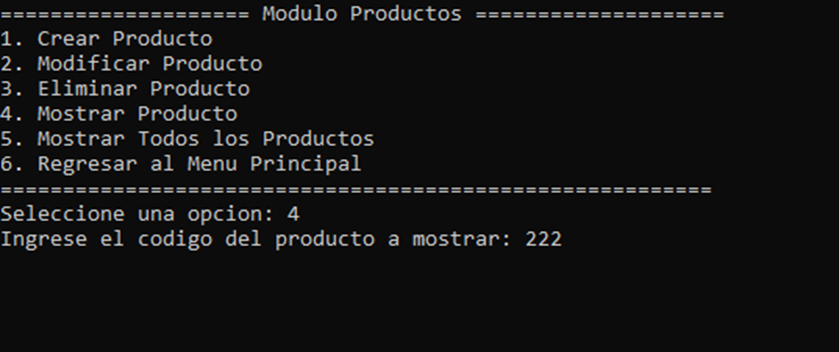 ==================== Modulo Productos ====================
1. Crear Producto
2. Modificar Producto
3. Eliminar Producto
4. Mostrar Producto
5. Mostrar Todos los Productos
6. Regresar al Menu Principal
=========================================================
Seleccione una opcion: 4
Ingrese el codigo del producto a mostrar: 222